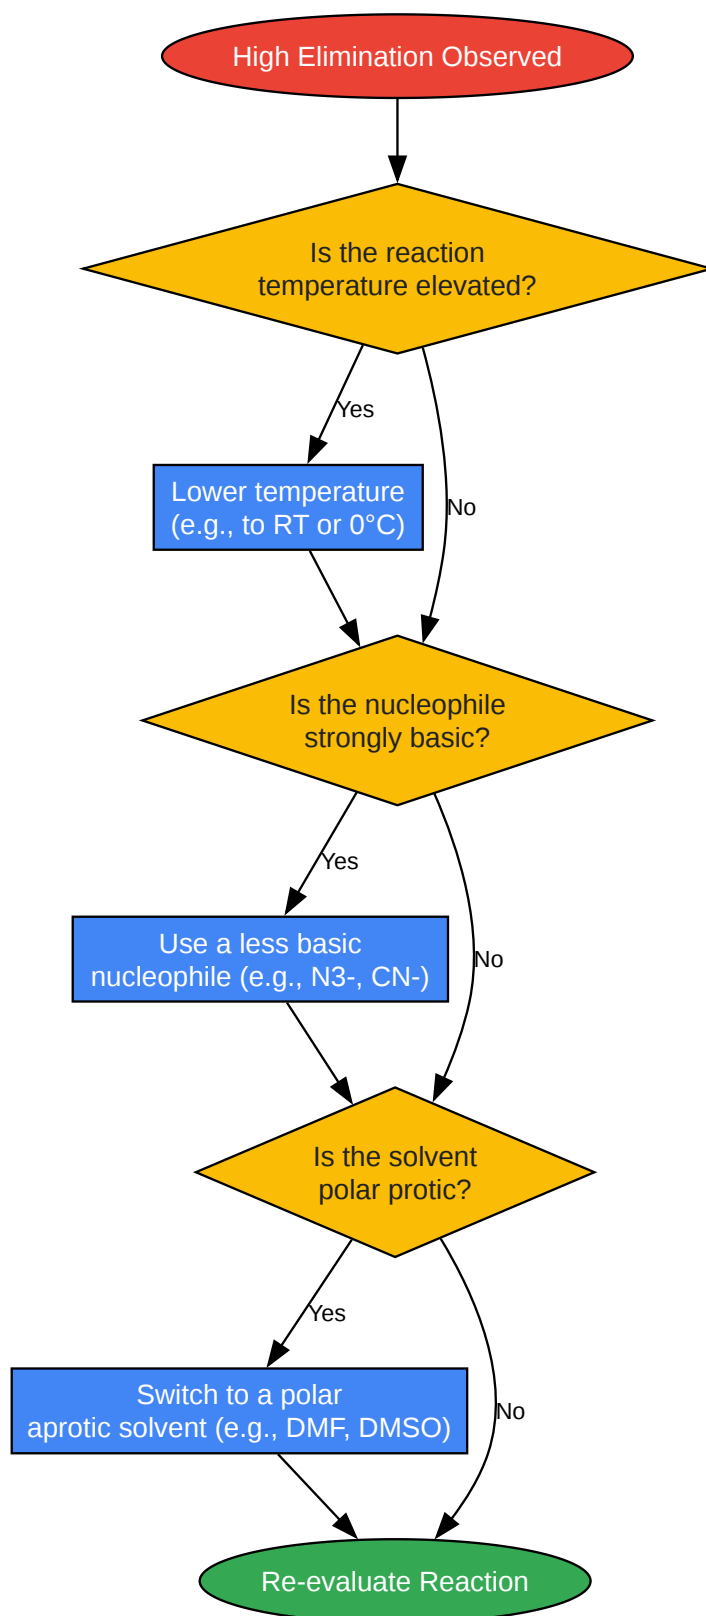 High Elimination Observed
Is the reaction
temperature elevated?
Yes
Lower temperature
(e.g., to RT or 0°C)
No
Is the nucleophile
strongly basic?
Yes
Use a less basic
nucleophile (e.g., N3-, CN-)
No
Is the solvent
polar protic?
Yes
Switch to a polar
aprotic solvent (e.g., DMF, DMSO)
No
Re-evaluate Reaction